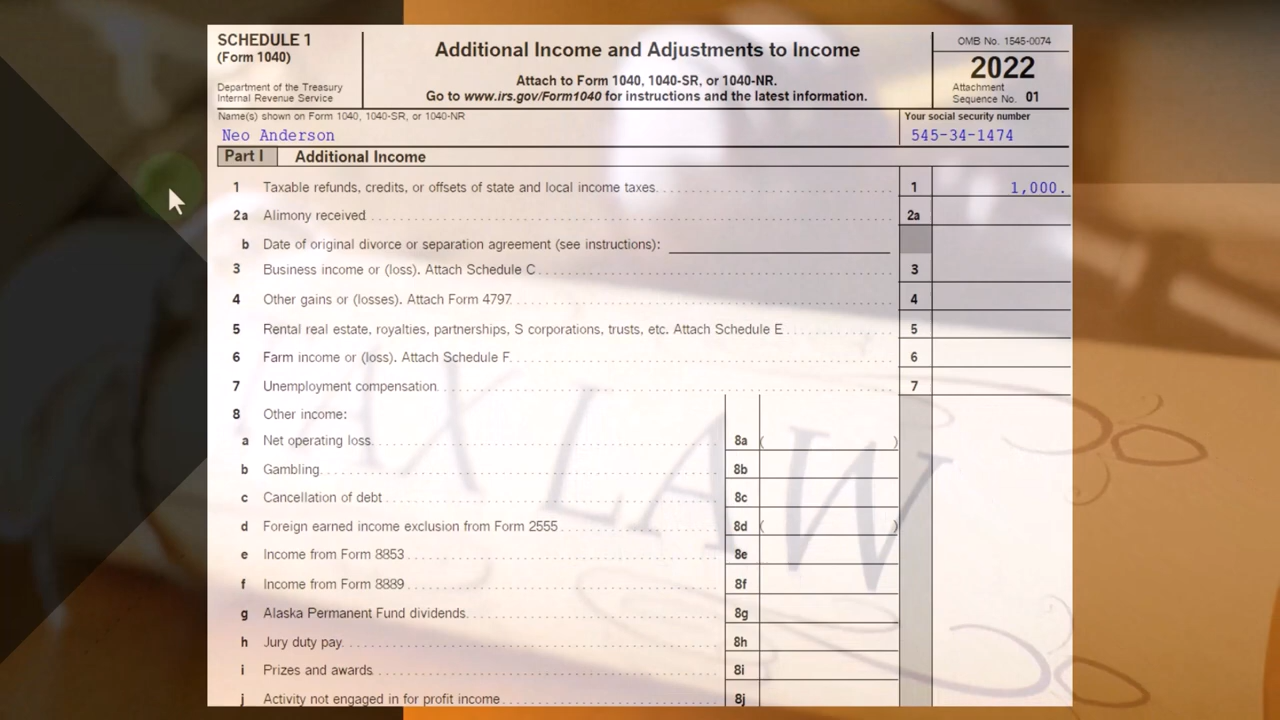 SCHEDULE 1
(Form 1040)
Department of the Treasury
Internal Revenue Service
Additional Income and Adjustments to Income
Attach to Form 1040, 1040-SR, or 1040-NR.
Go to www.irs.gov/Form1040 for instructions and the latest information.
OMB No. 1545-0074
2022
Attachment
Sequence No. 01
Name(s) shown on Form 1040, 1040-SR, or 1040-NR
Your social security number
Neo Anderson
545-34-1474
Part I Additional Income
1 Taxable refunds, credits, or offsets of state and local income taxes 1 1,000.
2a Alimony received 2a
b Date of original divorce or separation agreement (see instructions):
3 Business income or (loss). Attach Schedule C 3
4 Other gains or (losses). Attach Form 4797 4
5 Rental real estate, royalties, partnerships, S corporations, trusts, etc. Attach Schedule E 5
6 Farm income or (loss). Attach Schedule F 6
7 Unemployment compensation 7
8 Other income:
a Net operating loss 8a ( )
b Gambling 8b
c Cancellation of debt 8c
d Foreign earned income exclusion from Form 2555 8d ( )
e Income from Form 8853 8e
f Income from Form 8889 8f
g Alaska Permanent Fund dividends 8g
h Jury duty pay 8h
i Prizes and awards 8i
j Activity not engaged in for profit income 8j
TAX LAW